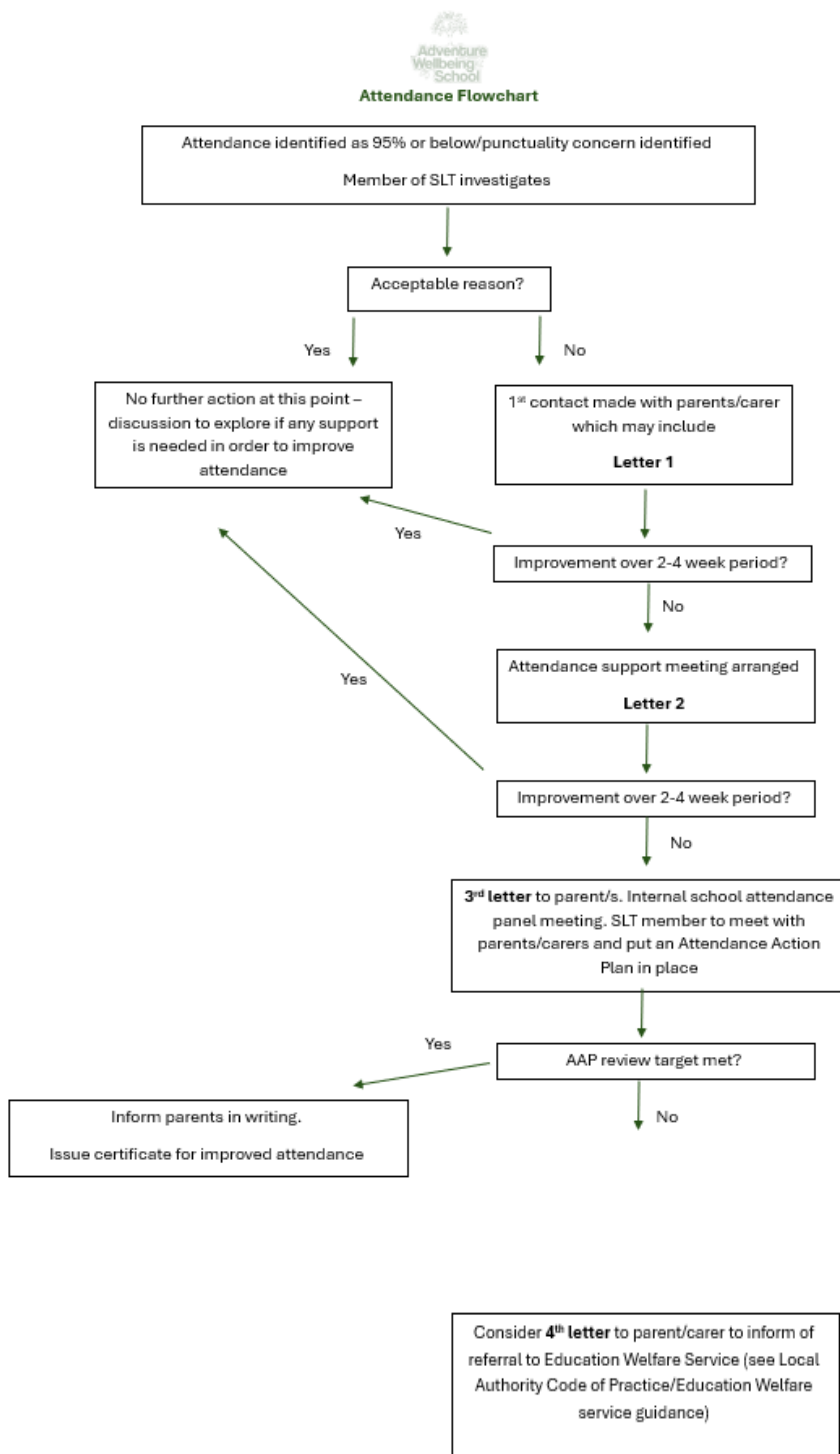 Adventure
Wellbeing
School
Attendance Flowchart
Attendance identified as 95% or below/punctuality concern identified
Member of SLT investigates
Acceptable reason?
Yes
No
No further action at this point –
discussion to explore if any support
is needed in order to improve
attendance
1st contact made with parents/carer
which may include
Letter 1
Yes
Improvement over 2-4 week period?
No
Attendance support meeting arranged
Letter 2
Yes
Improvement over 2-4 week period?
No
3rd letter to parent/s. Internal school attendance
panel meeting. SLT member to meet with
parents/carers and put an Attendance Action
Plan in place
Yes
AAP review target met?
No
Inform parents in writing.
Issue certificate for improved attendance
Consider 4th letter to parent/carer to inform of
referral to Education Welfare Service (see Local
Authority Code of Practice/Education Welfare
service guidance)